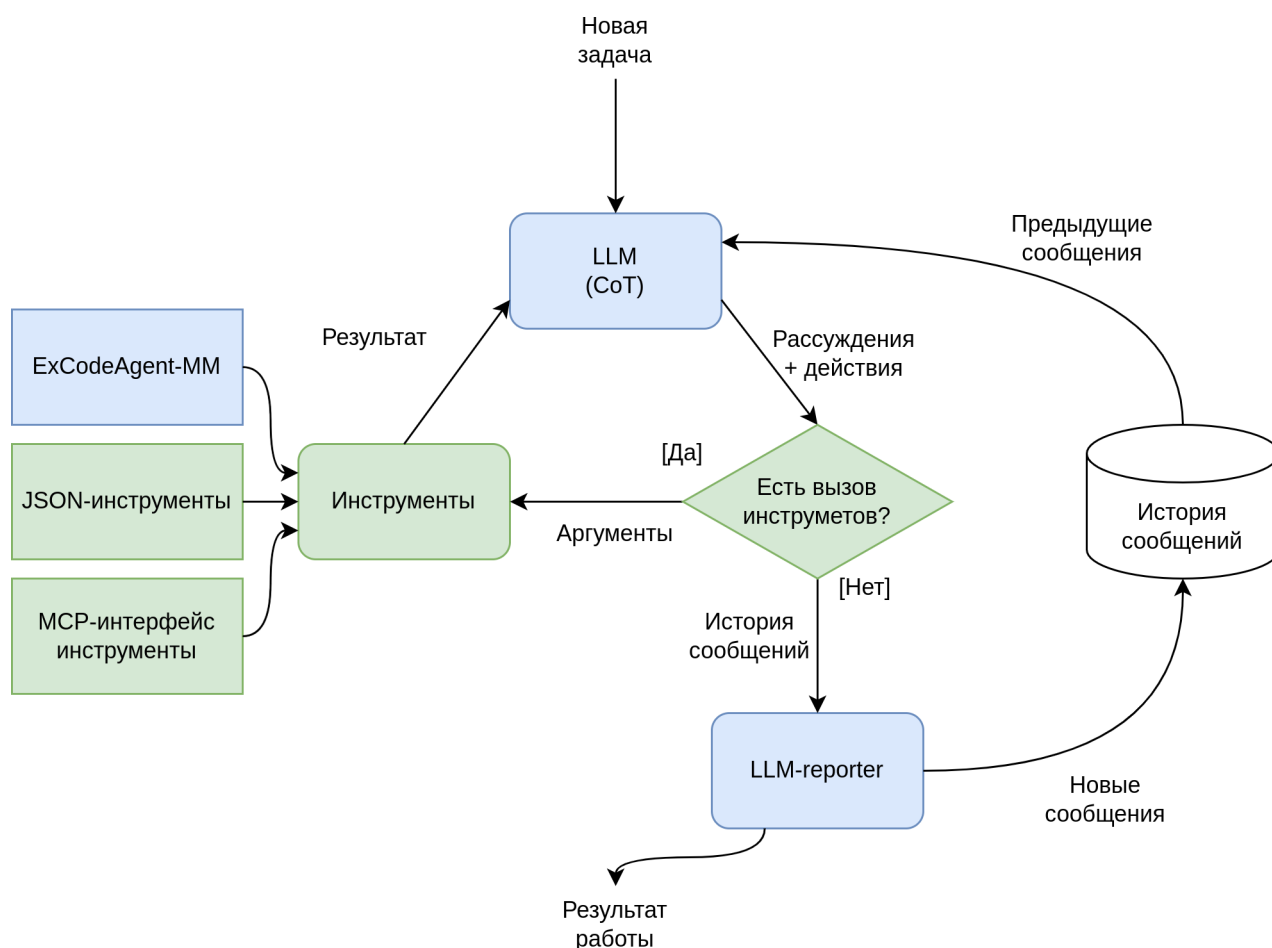 Новая
задача
LLM
(CoT)
Предыдущие
сообщения
Результат
Рассуждения
+ действия
ExCodeAgent-MM
JSON-инструменты
MCP-интерфейс
инструменты
Инструменты
[Да]
Аргументы
Есть вызов
инструметов?
[Нет]
История
сообщений
История
сообщений
LLM-reporter
Новые
сообщения
Результат
работы